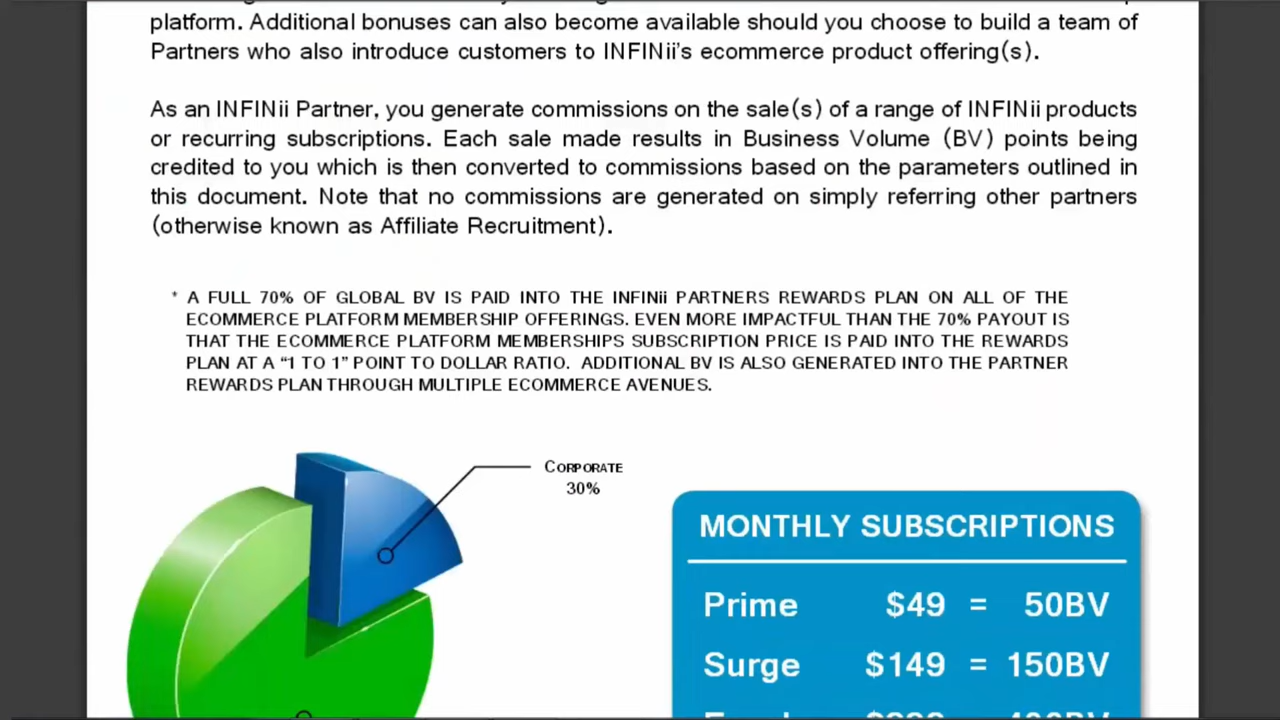 platform. Additional bonuses can also become available should you choose to build a team of
Partners who also introduce customers to INFINii's ecommerce product offering(s).
As an INFINii Partner, you generate commissions on the sale(s) of a range of INFINii products
or recurring subscriptions. Each sale made results in Business Volume (BV) points being
credited to you which is then converted to commissions based on the parameters outlined in
this document. Note that no commissions are generated on simply referring other partners
(otherwise known as Affiliate Recruitment).
* A FULL 70% OF GLOBAL BV IS PAID INTO THE INFINii PARTNERS REWARDS PLAN ON ALL OF THE
ECOMMERCE PLATFORM MEMBERSHIP OFFERINGS. EVEN MORE IMPACTFUL THAN THE 70% PAYOUT IS
THAT THE ECOMMERCE PLATFORM MEMBERSHIPS SUBSCRIPTION PRICE IS PAID INTO THE REWARDS
PLAN AT A “1 TO 1” POINT TO DOLLAR RATIO. ADDITIONAL BV IS ALSO GENERATED INTO THE PARTNER
REWARDS PLAN THROUGH MULTIPLE ECOMMERCE AVENUES.
CORPORATE
30%
MONTHLY SUBSCRIPTIONS
Prime $49 = 50BV
Surge $149 = 150BV